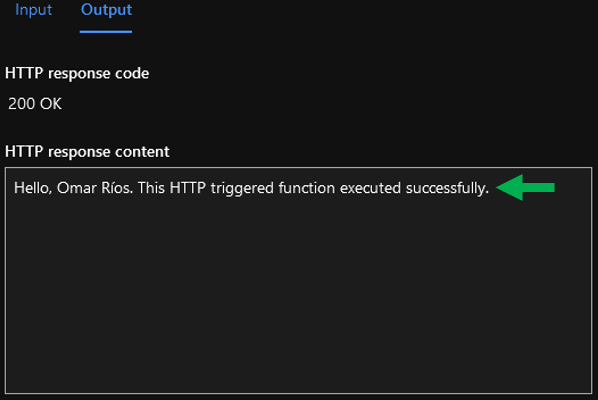 Input Output
HTTP response code
200 OK
HTTP response content
Hello, Omar Ríos. This HTTP triggered function executed successfully.